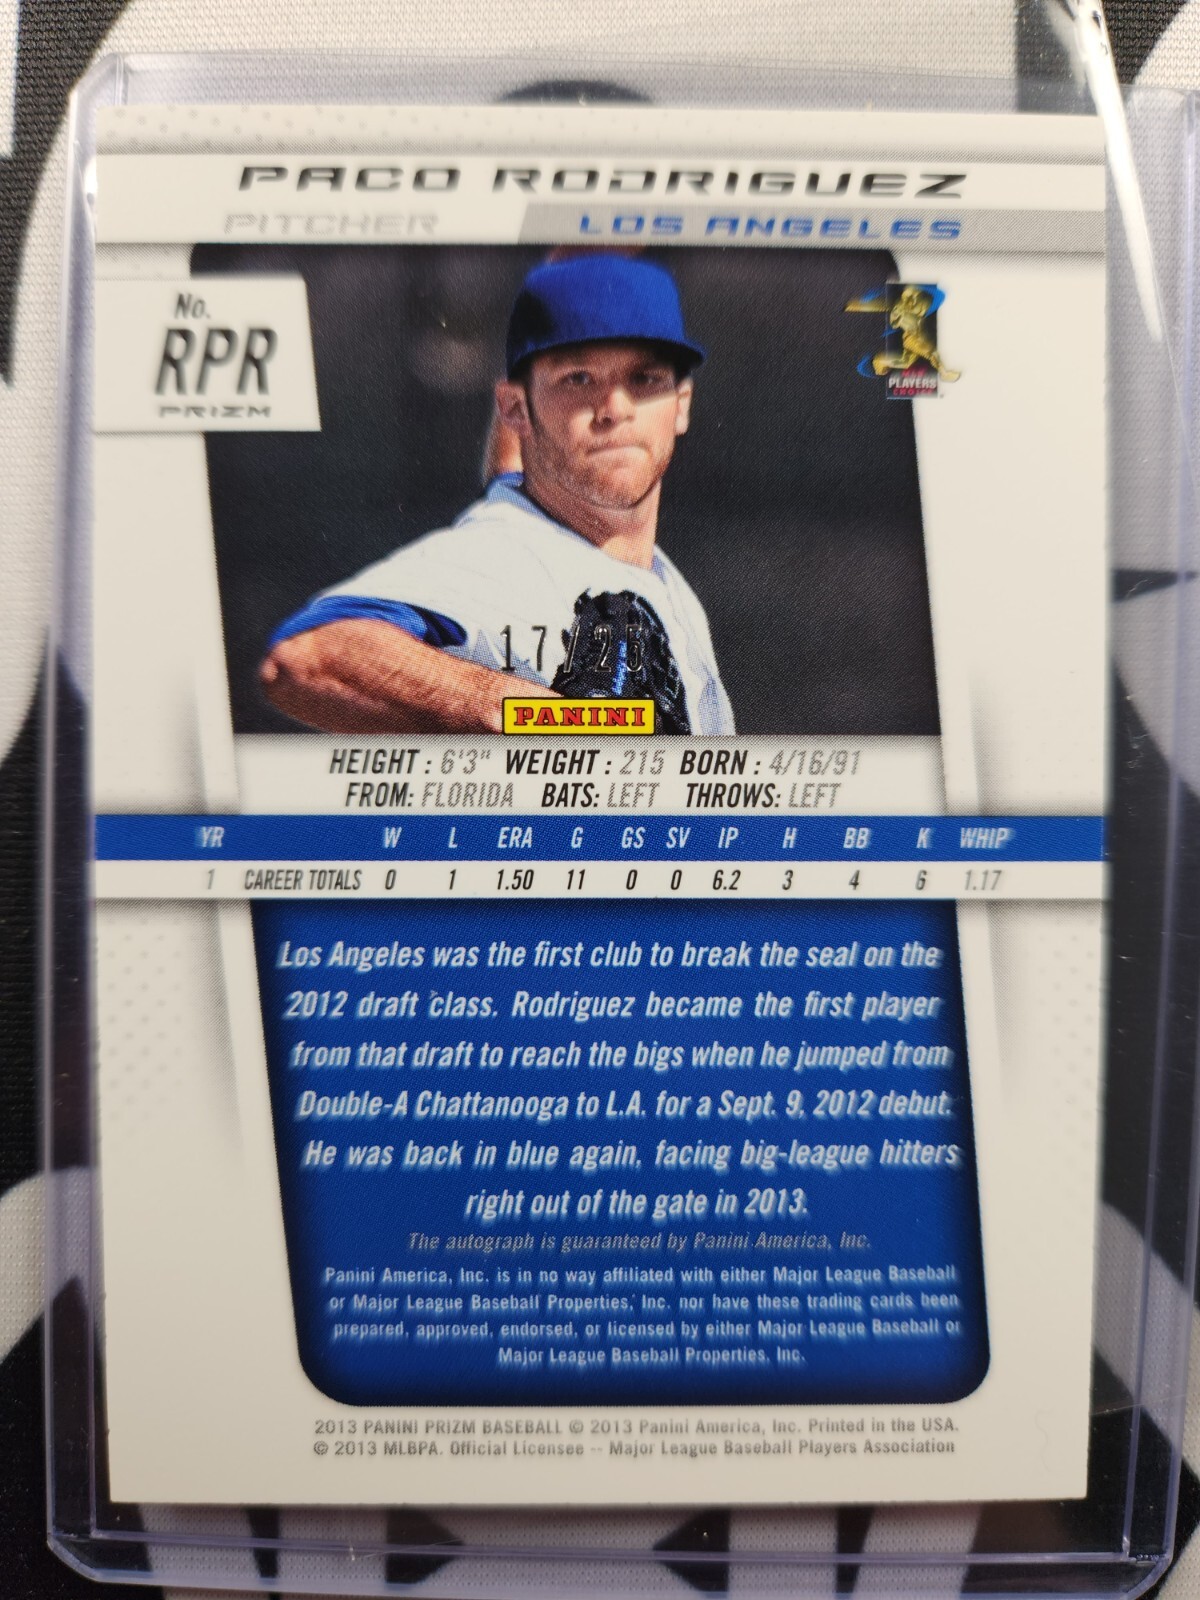 PACO RODRIGUEZ
PITCHER LOS ANGELES
No.
RPR
PRIZM
MLB
PLAYERS
CHOICE
17/25
PANINI
HEIGHT : 6'3" WEIGHT : 215 BORN : 4/16/91
FROM: FLORIDA BATS: LEFT THROWS: LEFT
YR W L ERA G GS SV IP H BB K WHIP
1 CAREER TOTALS 0 1 1.50 11 0 0 6.2 3 4 6 1.17
Los Angeles was the first club to break the seal on the
2012 draft class. Rodriguez became the first player
from that draft to reach the bigs when he jumped from
Double-A Chattanooga to L.A. for a Sept. 9, 2012 debut.
He was back in blue again, facing big-league hitters
right out of the gate in 2013.
The autograph is guaranteed by Panini America, Inc.
Panini America, Inc. is in no way affiliated with either Major League Baseball
or Major League Baseball Properties, Inc. nor have these trading cards been
prepared, approved, endorsed, or licensed by either Major League Baseball or
Major League Baseball Properties, Inc.
2013 PANINI PRIZM BASEBALL © 2013 Panini America, Inc. Printed in the USA.
© 2013 MLBPA. Official Licensee -- Major League Baseball Players Association